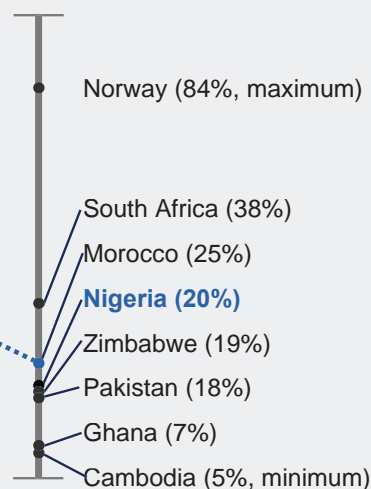 Norway (84%, maximum)
South Africa (38%)
Morocco (25%)
Nigeria (20%)
Zimbabwe (19%)
Pakistan (18%)
Ghana (7%)
Cambodia (5%, minimum)